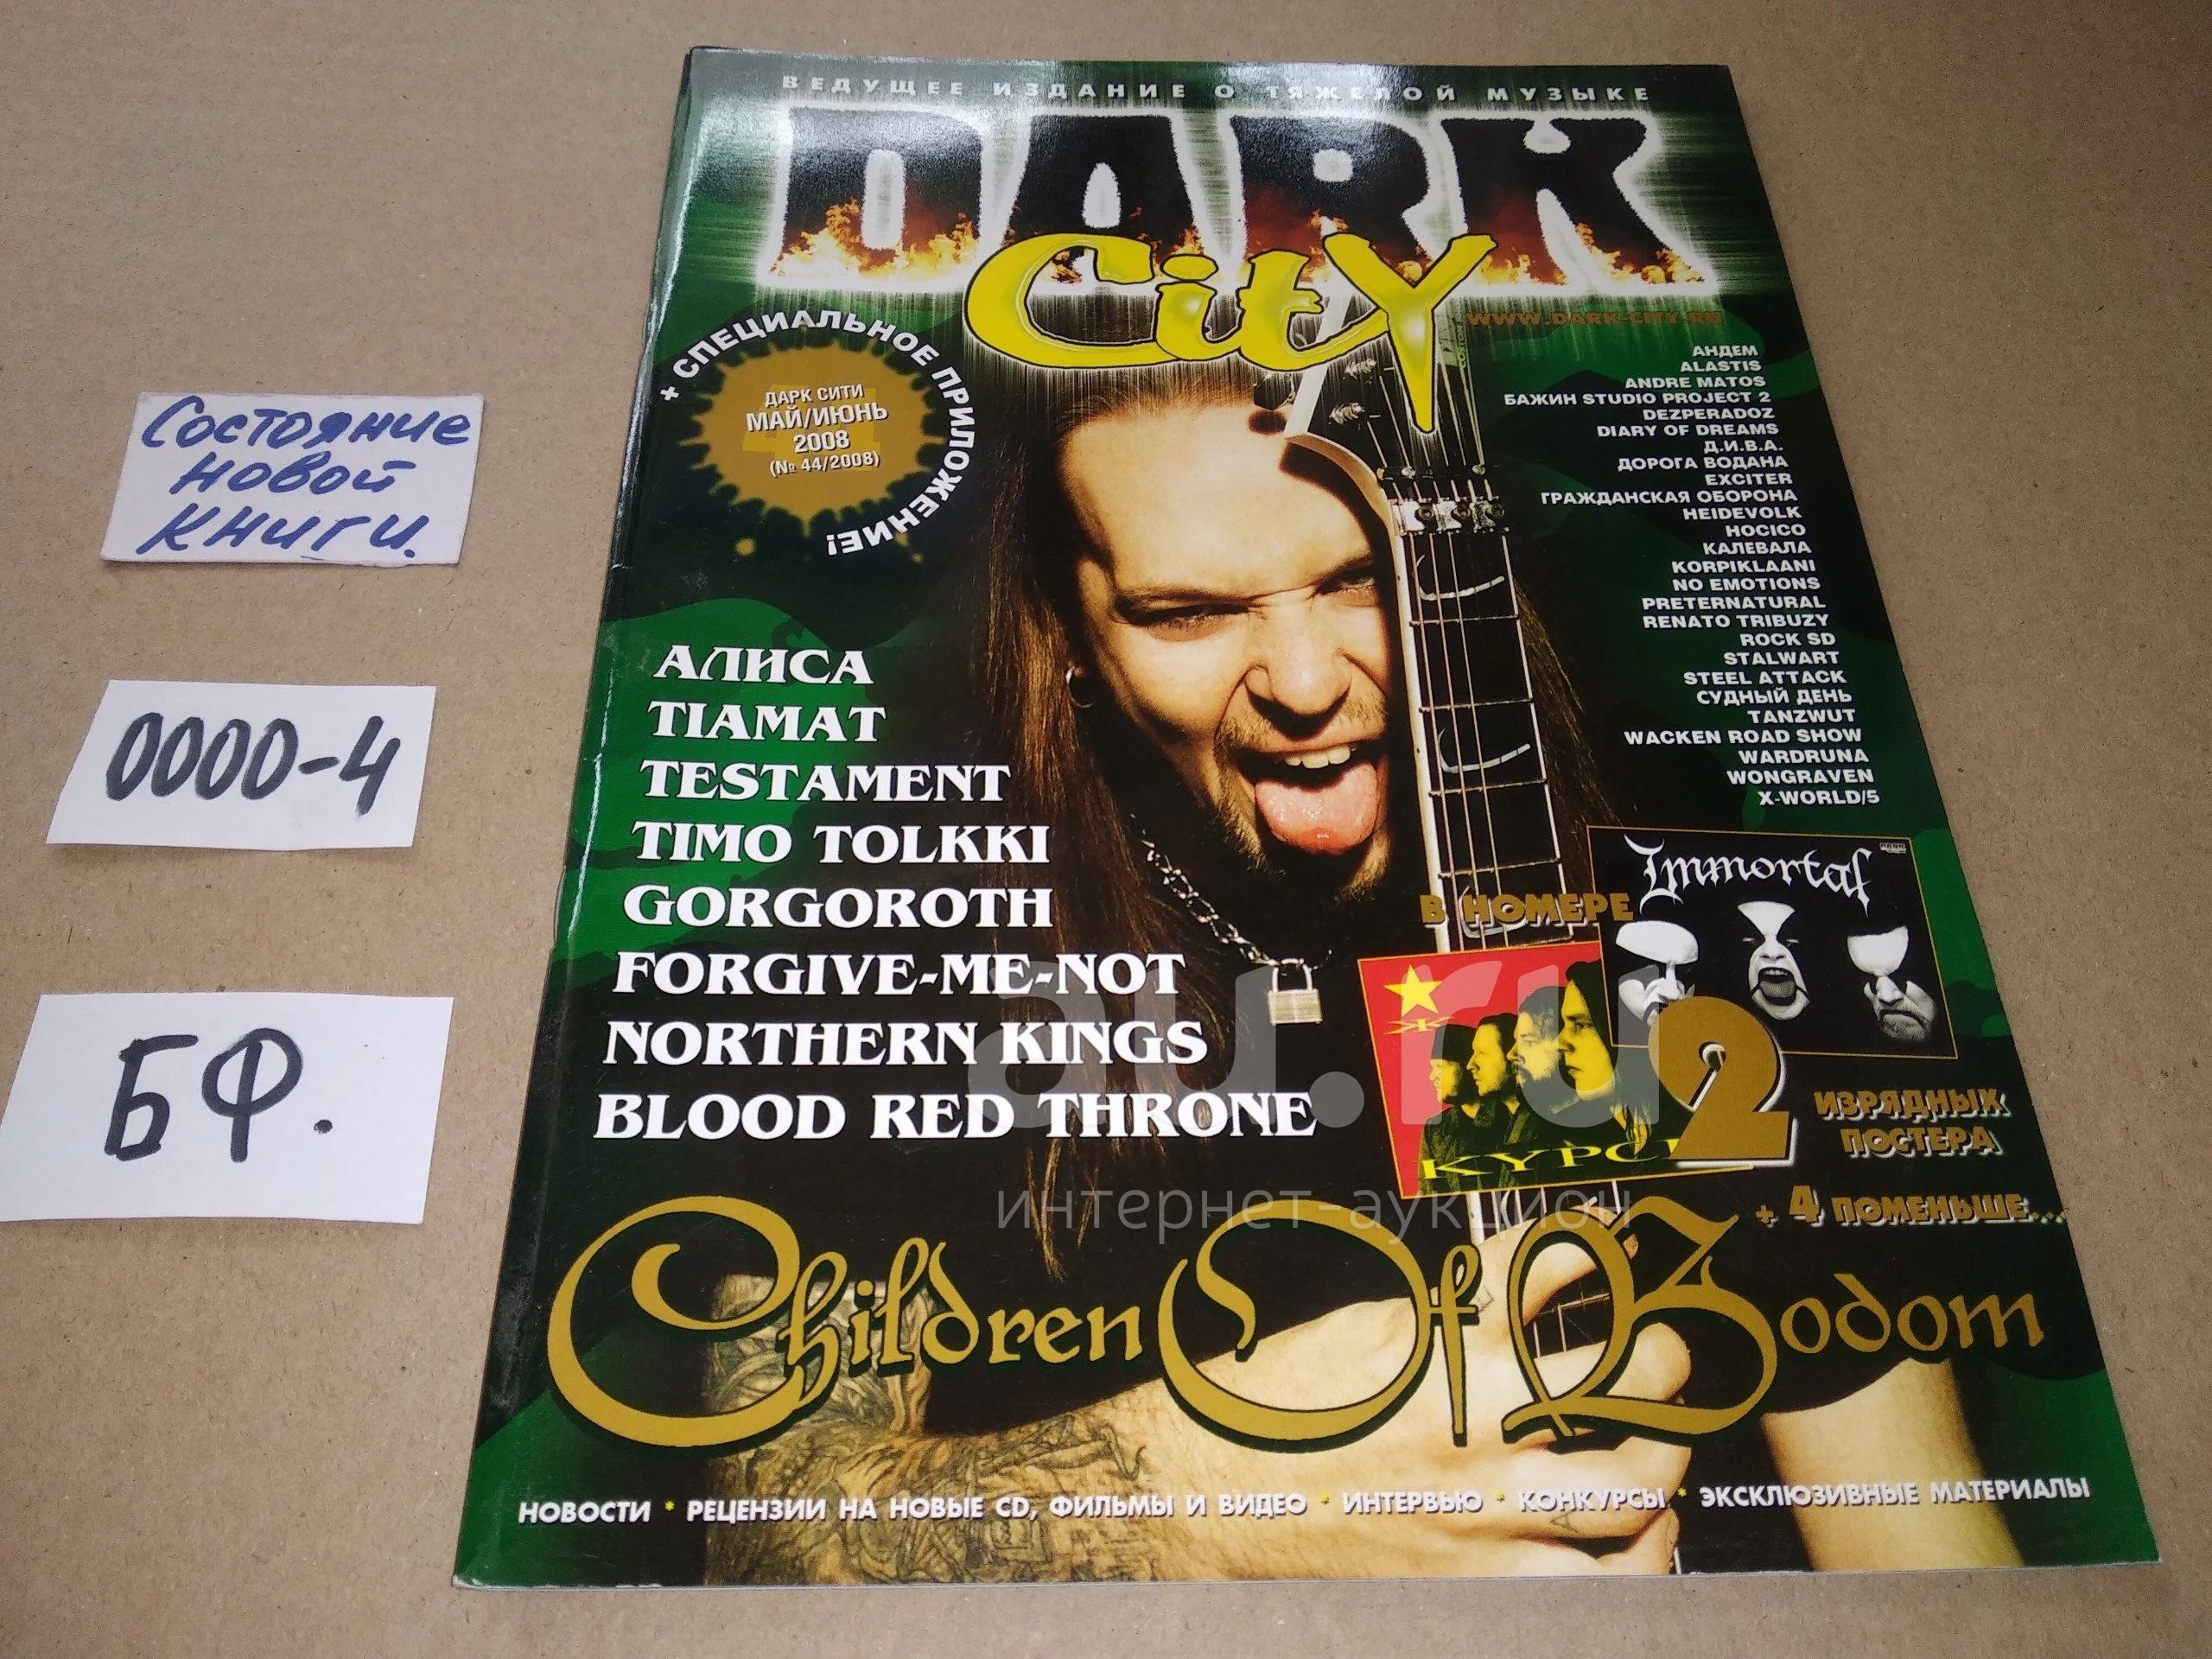 ВЕДУЩЕЕ ИЗДАНИЕ О ТЯЖЕЛОЙ МУЗЫКЕ
DARK
City
WWW.DARK-CITY.RU
+ СПЕЦИАЛЬНОЕ ПРИЛОЖЕНИЕ!
ДАРК СИТИ
МАЙ/ИЮНЬ
2008
(№ 44/2008)
АНДЕМ
ALASTIS
ANDRE MATOS
БАЖИН STUDIO PROJECT 2
DEZPERADOZ
DIARY OF DREAMS
Д.И.В.А.
ДОРОГА ВОДАНА
EXCITER
ГРАЖДАНСКАЯ ОБОРОНА
HEIDEVOLK
HOCICO
КАЛЕВАЛА
KORPIKLAANI
NO EMOTIONS
PRETERNATURAL
RENATO TRIBUZY
ROCK SD
STALWART
STEEL ATTACK
СУДНЫЙ ДЕНЬ
TANZWUT
WACKEN ROAD SHOW
WARDRUNA
WONGRAVEN
X-WORLD/5
Состояние
новой
книги.
0000-4
БФ.
АЛИСА
TIAMAT
TESTAMENT
TIMO TOLKKI
GORGOROTH
FORGIVE-ME-NOT
NORTHERN KINGS
BLOOD RED THRONE
Immortal
В НОМЕРЕ
Ж
КУРС
2
ИЗРЯДНЫХ
ПОСТЕРА
+ 4 ПОМЕНЬШЕ...
au.ru
интернет-аукцион
Children Of Bodom
НОВОСТИ * РЕЦЕНЗИИ НА НОВЫЕ CD, ФИЛЬМЫ И ВИДЕО * ИНТЕРВЬЮ * КОНКУРСЫ * ЭКСКЛЮЗИВНЫЕ МАТЕРИАЛЫ